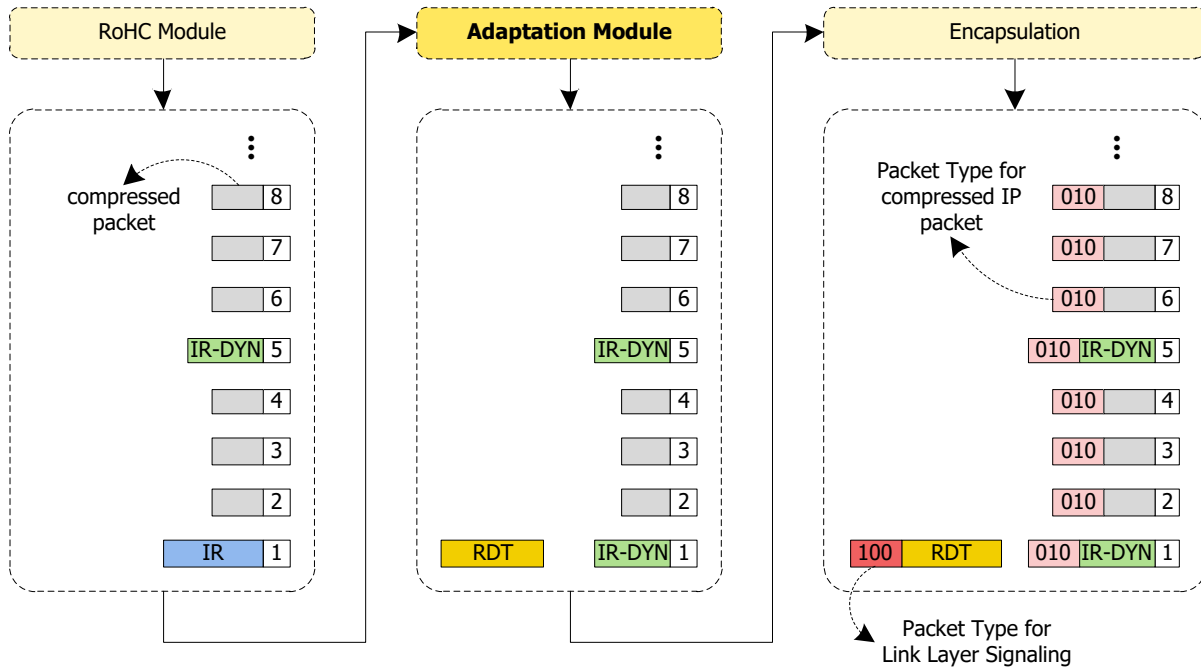 RoHC Module
Adaptation Module
Encapsulation
compressed
packet
8
7
6
IR-DYN 5
4
3
2
IR 1
8
7
6
IR-DYN 5
4
3
2
RDT IR-DYN 1
Packet Type for
compressed IP
packet
010 8
010 7
010 6
010 IR-DYN 5
010 4
010 3
010 2
100 RDT 010 IR-DYN 1
Packet Type for
Link Layer Signaling